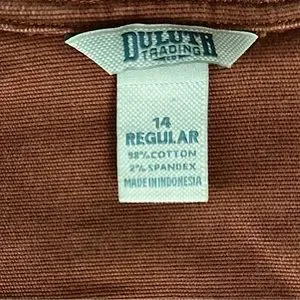 DULUTH
TRADING
14
REGULAR
98% COTTON
2% SPANDEX
MADE IN INDONESIA